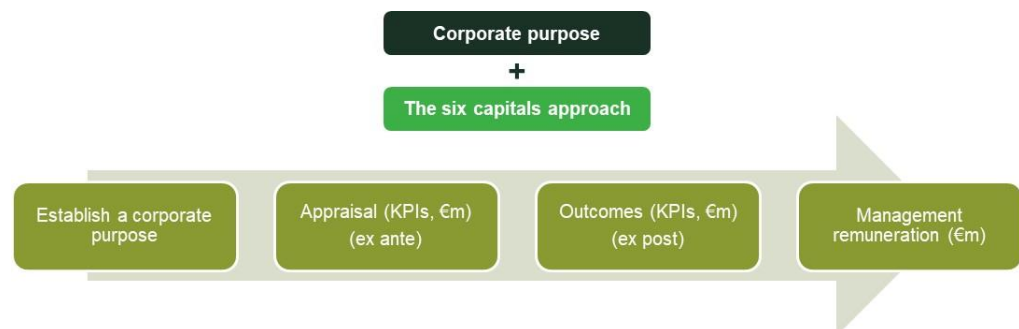 Corporate purpose
+
The six capitals approach
Establish a corporate
purpose
Appraisal (KPIs, €m)
(ex ante)
Outcomes (KPIs, €m)
(ex post)
Management
remuneration (€m)